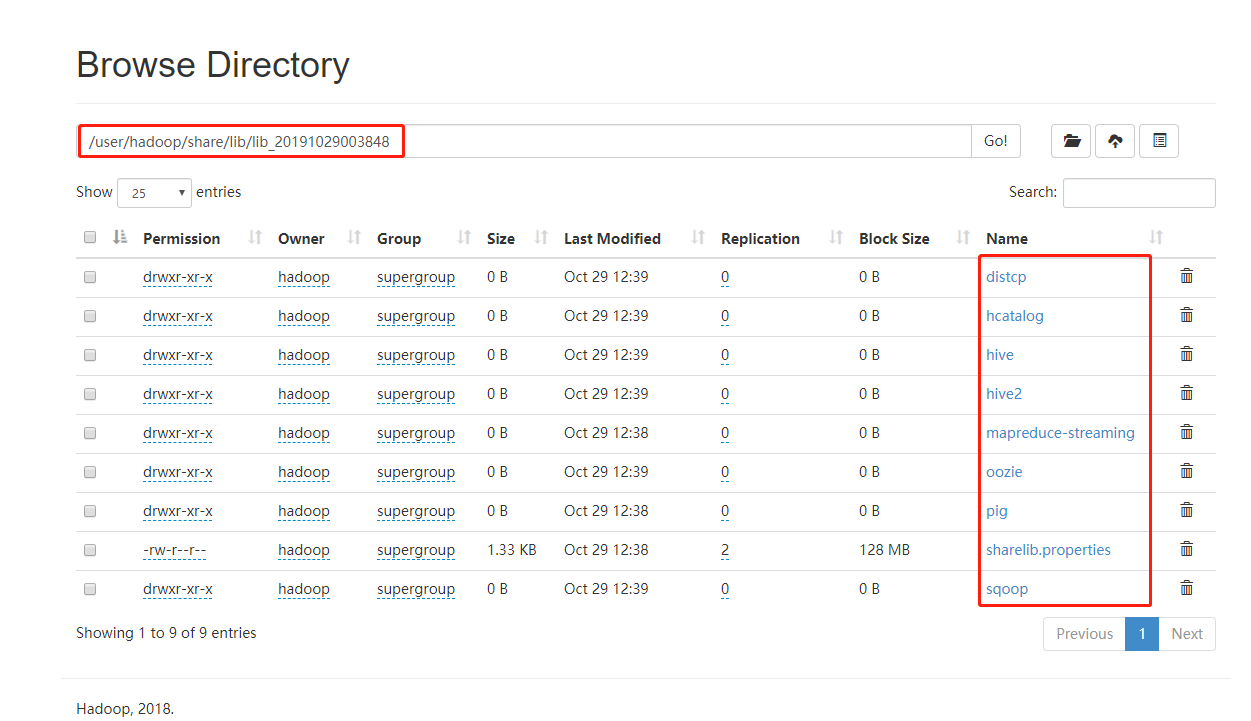 Browse Directory
/user/hadoop/share/lib/lib_20191029003848 Go!
Show 25 entries Search:
Permission Owner Group Size Last Modified Replication Block Size Name
drwxr-xr-x hadoop supergroup 0 B Oct 29 12:39 0 0 B distcp
drwxr-xr-x hadoop supergroup 0 B Oct 29 12:39 0 0 B hcatalog
drwxr-xr-x hadoop supergroup 0 B Oct 29 12:39 0 0 B hive
drwxr-xr-x hadoop supergroup 0 B Oct 29 12:39 0 0 B hive2
drwxr-xr-x hadoop supergroup 0 B Oct 29 12:38 0 0 B mapreduce-streaming
drwxr-xr-x hadoop supergroup 0 B Oct 29 12:39 0 0 B oozie
drwxr-xr-x hadoop supergroup 0 B Oct 29 12:39 0 0 B pig
-rw-r--r-- hadoop supergroup 1.33 KB Oct 29 12:38 2 128 MB sharelib.properties
drwxr-xr-x hadoop supergroup 0 B Oct 29 12:39 0 0 B sqoop
Showing 1 to 9 of 9 entries Previous 1 Next
Hadoop, 2018.